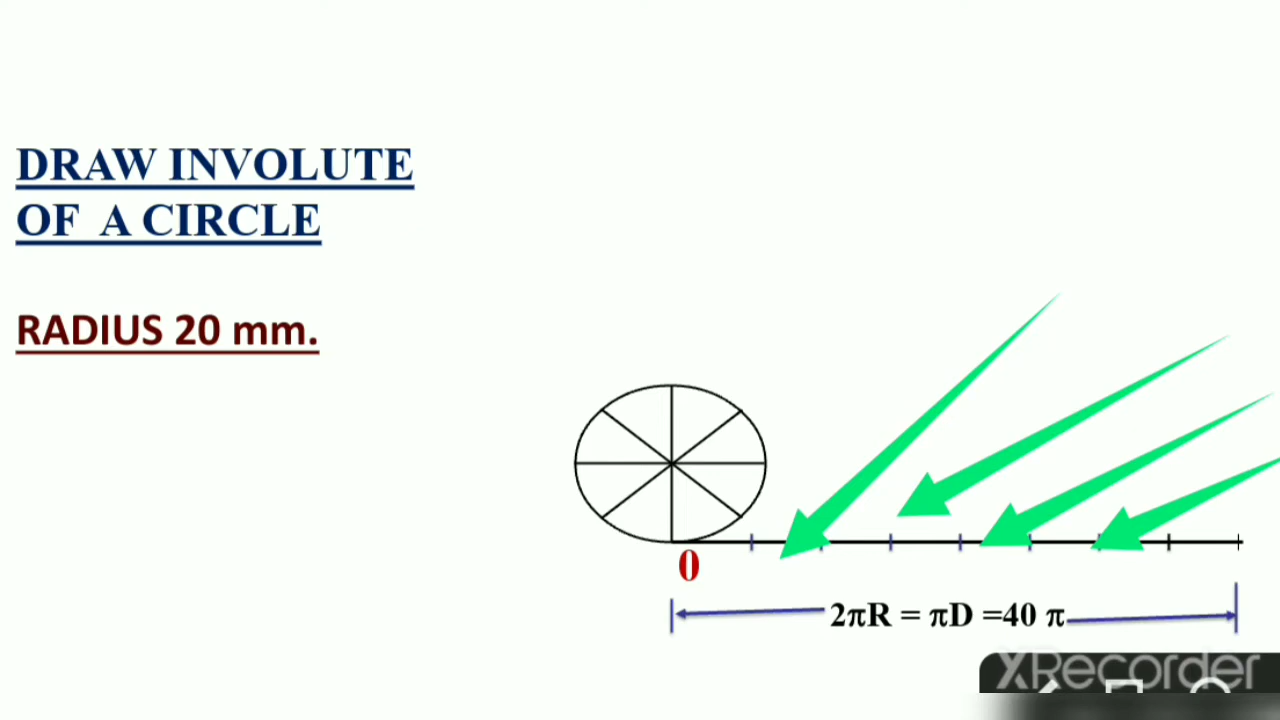 DRAW INVOLUTE
OF A CIRCLE
RADIUS 20 mm.
0
2πR = πD =40 π
XRecorder